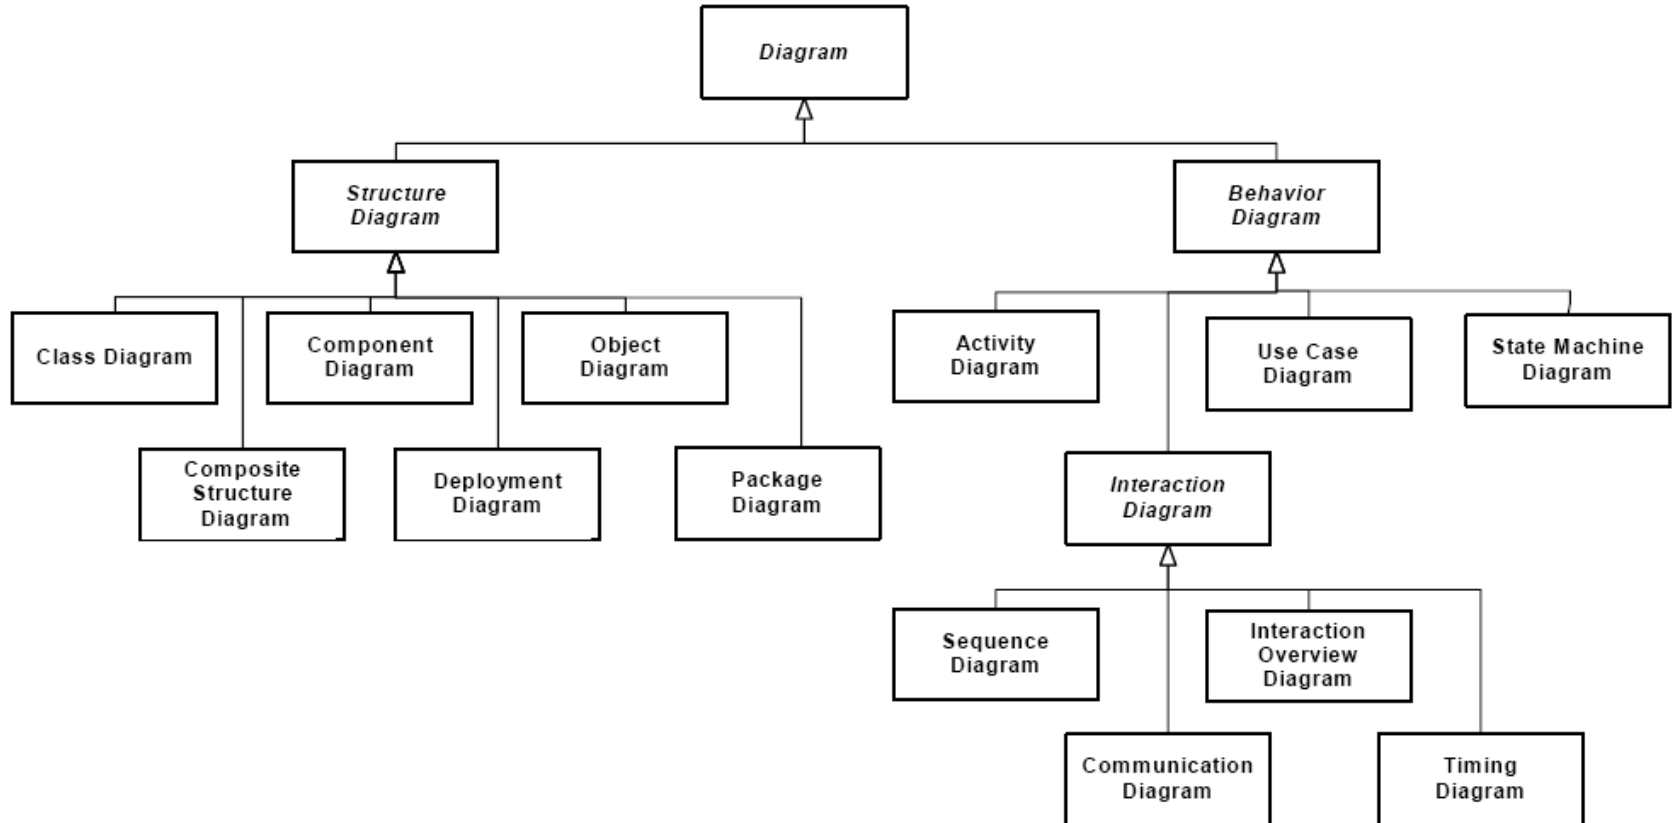 Diagram
Structure
Diagram
Behavior
Diagram
Class Diagram
Component
Diagram
Object
Diagram
Activity
Diagram
Use Case
Diagram
State Machine
Diagram
Composite
Structure
Diagram
Deployment
Diagram
Package
Diagram
Interaction
Diagram
Sequence
Diagram
Interaction
Overview
Diagram
Communication
Diagram
Timing
Diagram